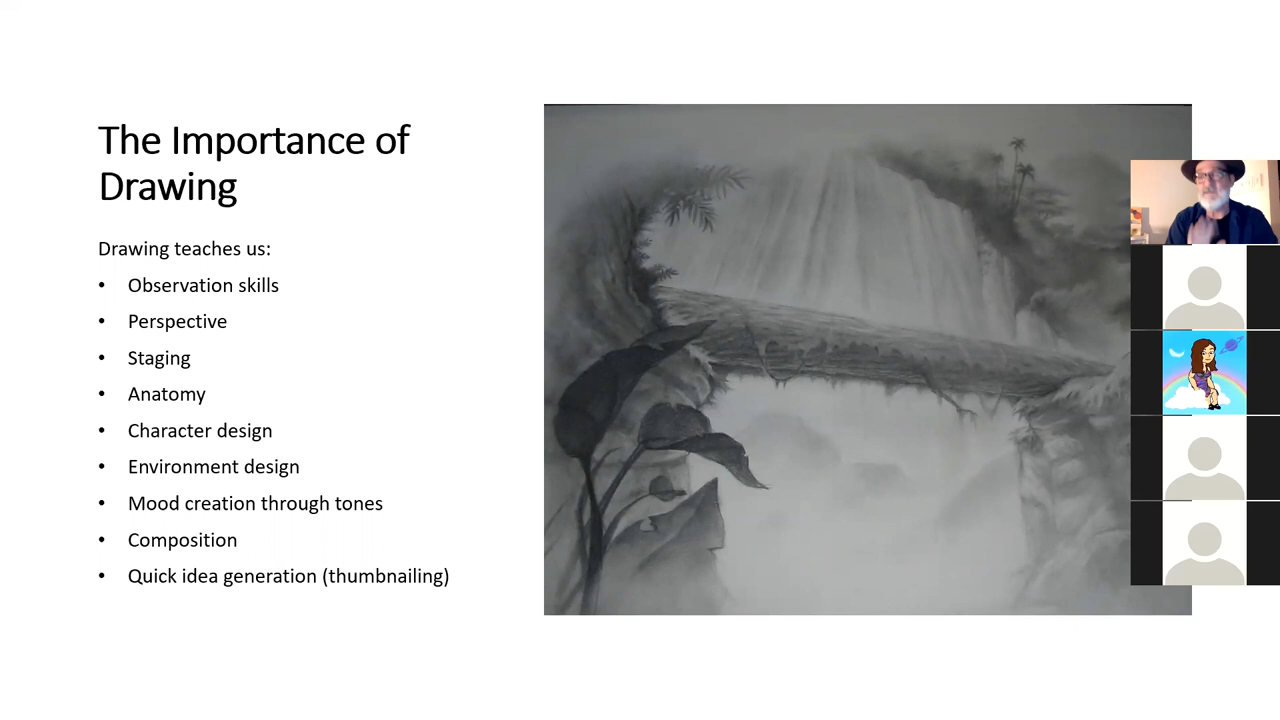 The Importance of
Drawing
Drawing teaches us:
• Observation skills
• Perspective
• Staging
• Anatomy
• Character design
• Environment design
• Mood creation through tones
• Composition
• Quick idea generation (thumbnailing)